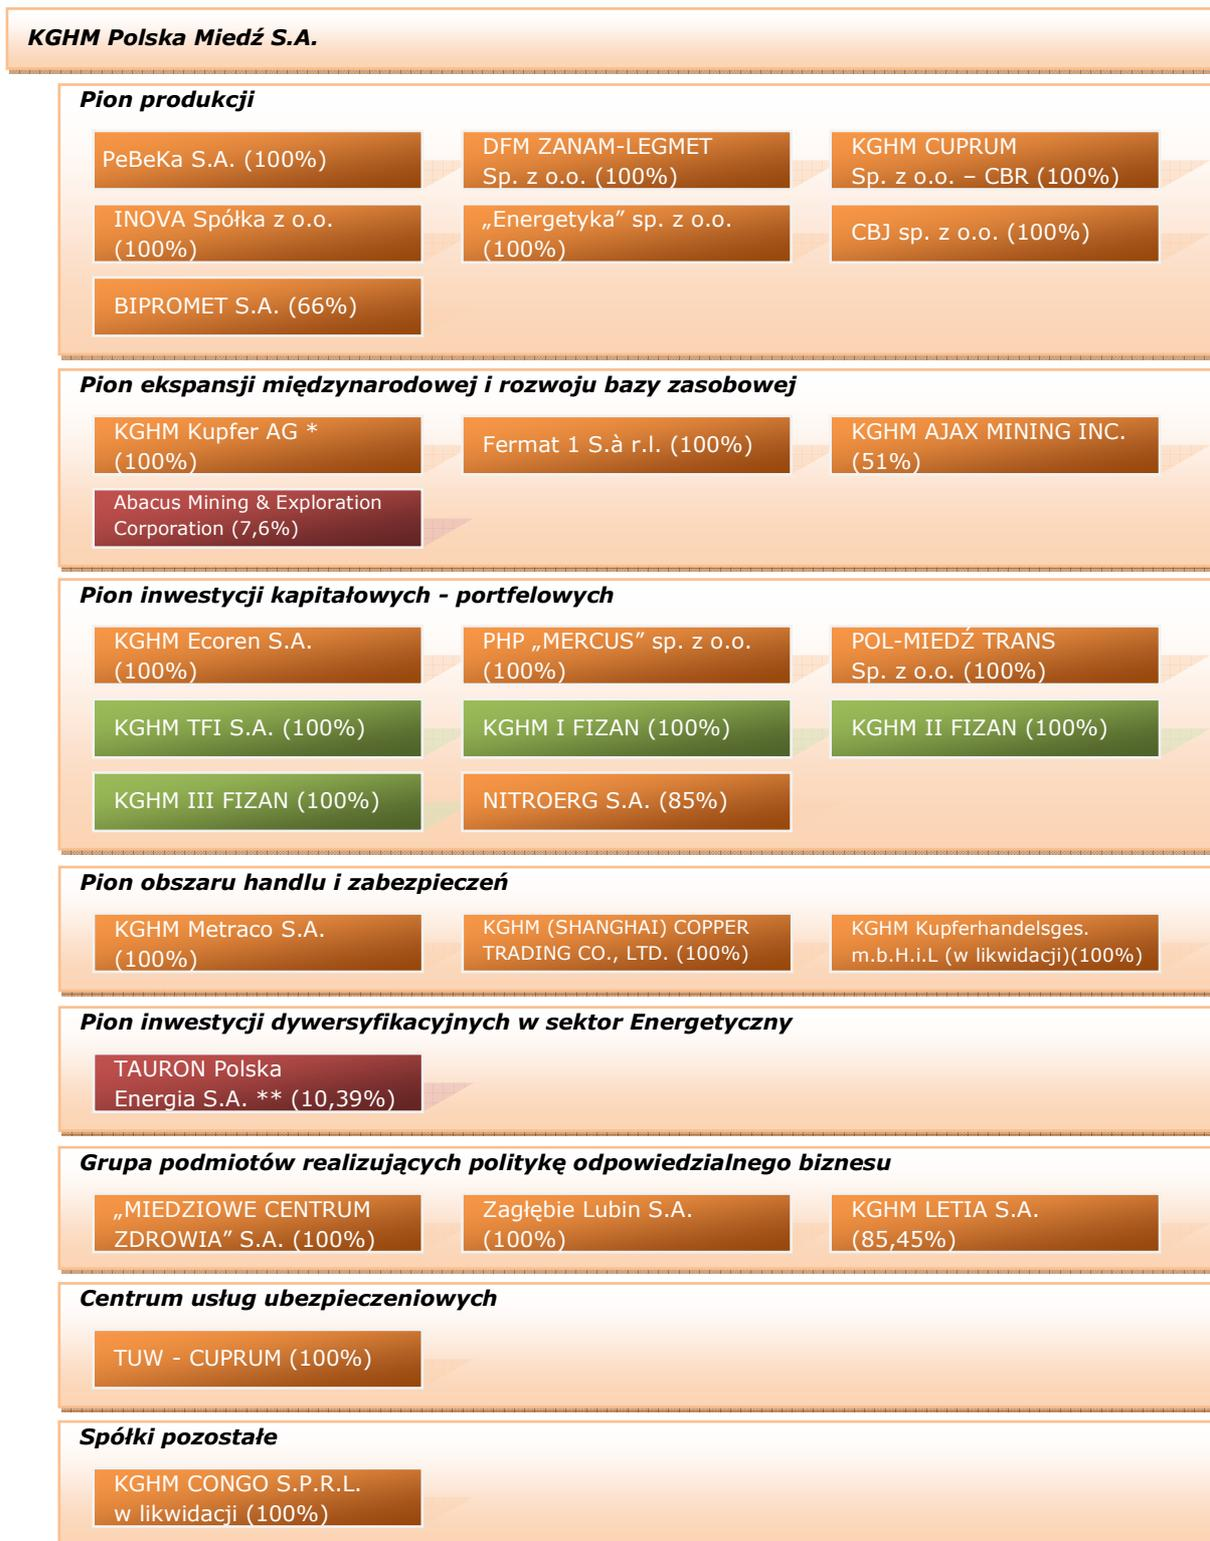 KGHM Polska Miedź S.A.
Pion produkcji
PeBeKa S.A. (100%)
DFM ZANAM-LEGMET
Sp. z o.o. (100%)
KGHM CUPRUM
Sp. z o.o. – CBR (100%)
INOVA Spółka z o.o.
(100%)
„Energetyka” sp. z o.o.
(100%)
CBJ sp. z o.o. (100%)
BIPROMET S.A. (66%)
Pion ekspansji międzynarodowej i rozwoju bazy zasobowej
KGHM Kupfer AG *
(100%)
Fermat 1 S.à r.l. (100%)
KGHM AJAX MINING INC.
(51%)
Abacus Mining & Exploration
Corporation (7,6%)
Pion inwestycji kapitałowych – portfelowych
KGHM Ecoren S.A.
(100%)
PHP „MERCUS” sp. z o.o.
(100%)
POL-MIEDŹ TRANS
Sp. z o.o. (100%)
KGHM TFI S.A. (100%)
KGHM I FIZAN (100%)
KGHM II FIZAN (100%)
KGHM III FIZAN (100%)
NITROERG S.A. (85%)
Pion obszaru handlu i zabezpieczeń
KGHM Metraco S.A.
(100%)
KGHM (SHANGHAI) COPPER
TRADING CO., LTD. (100%)
KGHM Kupferhandelsges.
m.b.H.i.L (w likwidacji)(100%)
Pion inwestycji dywersyfikacyjnych w sektor Energetyczny
TAURON Polska
Energia S.A. ** (10,39%)
Grupa podmiotów realizujących politykę odpowiedzialnego biznesu
„MIEDZIOWE CENTRUM
ZDROWIA” S.A. (100%)
Zagłębie Lubin S.A.
(100%)
KGHM LETIA S.A.
(85,45%)
Centrum usług ubezpieczeniowych
TUW - CUPRUM (100%)
Spółki pozostałe
KGHM CONGO S.P.R.L.
w likwidacji (100%)